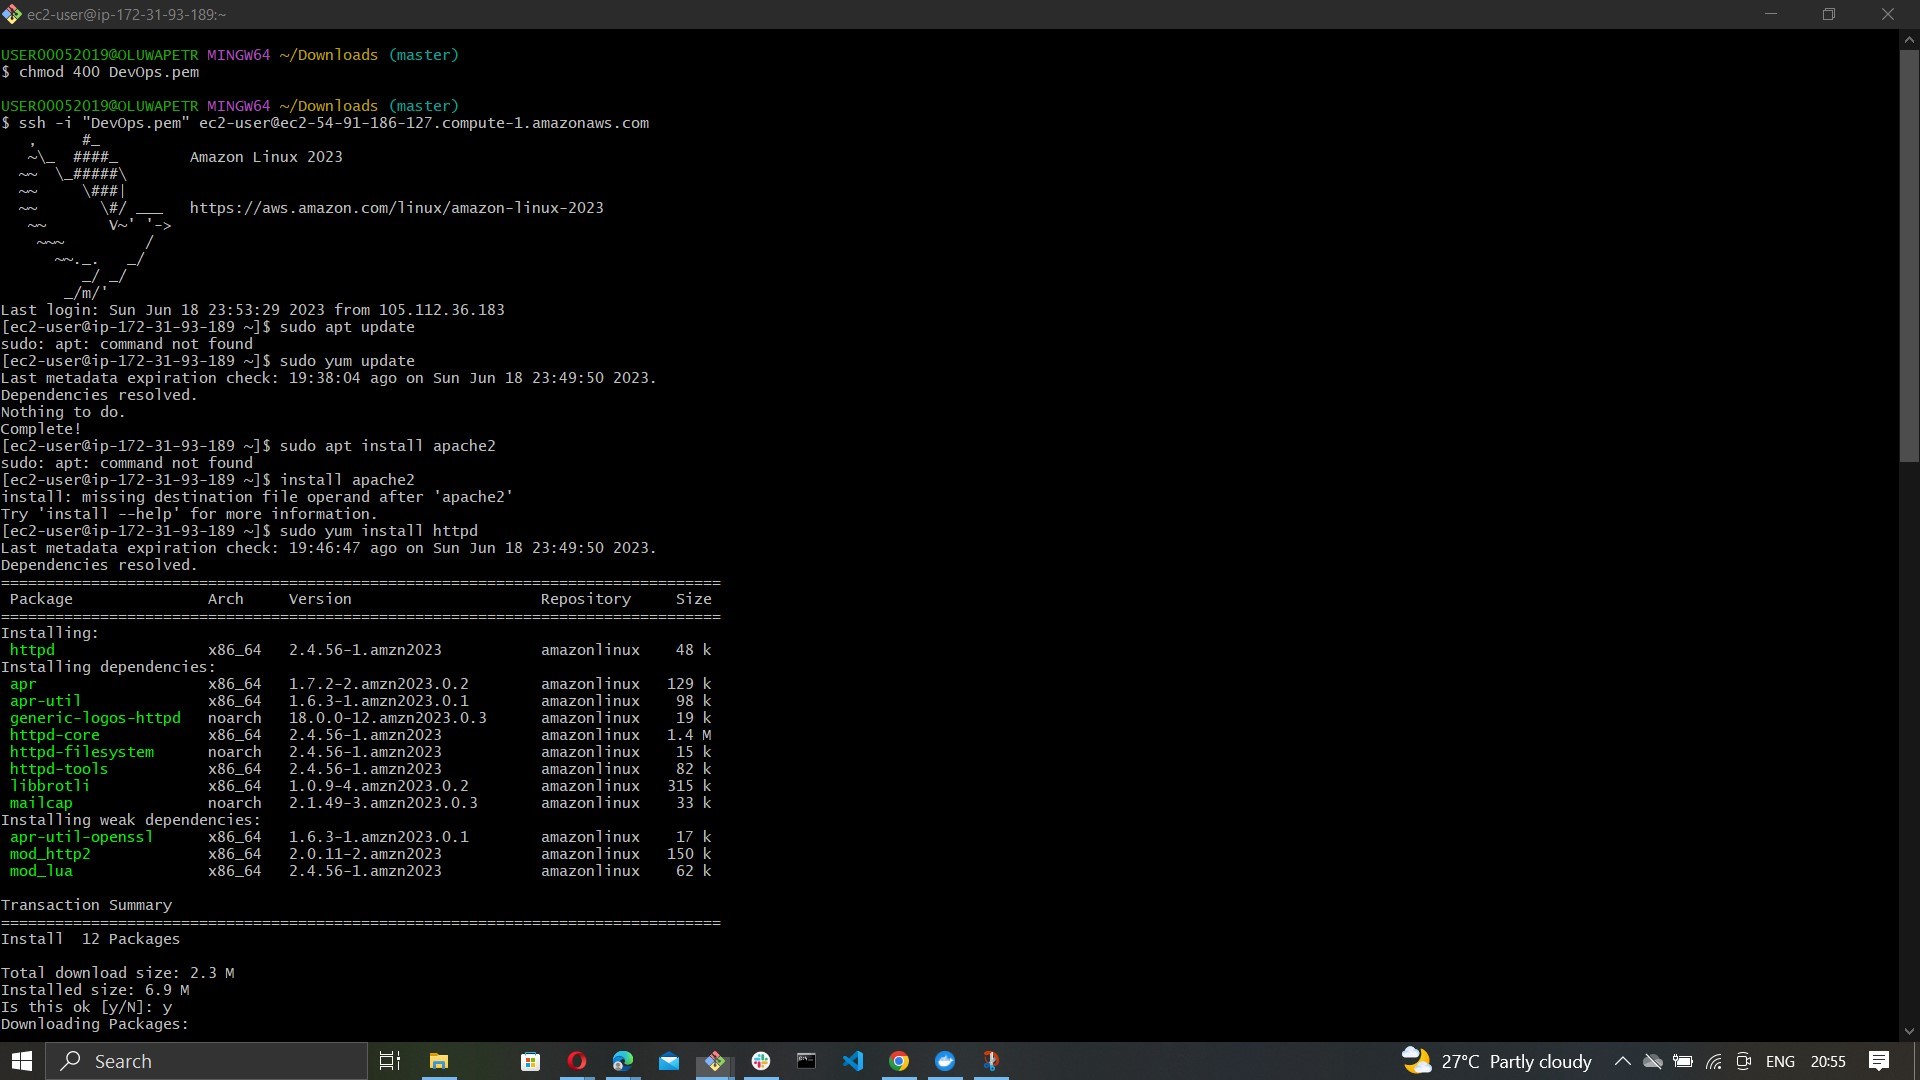 ec2-user@ip-172-31-93-189:~
USER00052019@OLUWAPETR MINGW64 ~/Downloads (master)
$ chmod 400 DevOps.pem
USER00052019@OLUWAPETR MINGW64 ~/Downloads (master)
$ ssh -i "DevOps.pem" ec2-user@ec2-54-91-186-127.compute-1.amazonaws.com
   ,     #_
   ~\_  ####_        Amazon Linux 2023
  ~~  \_#####\
  ~~     \###|
  ~~       \#/ ___   https://aws.amazon.com/linux/amazon-linux-2023
   ~~       V~' '->
    ~~~         /
      ~~._.   _/
         _/ _/
       _/m/'
Last login: Sun Jun 18 23:53:29 2023 from 105.112.36.183
[ec2-user@ip-172-31-93-189 ~]$ sudo apt update
sudo: apt: command not found
[ec2-user@ip-172-31-93-189 ~]$ sudo yum update
Last metadata expiration check: 19:38:04 ago on Sun Jun 18 23:49:50 2023.
Dependencies resolved.
Nothing to do.
Complete!
[ec2-user@ip-172-31-93-189 ~]$ sudo apt install apache2
sudo: apt: command not found
[ec2-user@ip-172-31-93-189 ~]$ install apache2
install: missing destination file operand after 'apache2'
Try 'install --help' for more information.
[ec2-user@ip-172-31-93-189 ~]$ sudo yum install httpd
Last metadata expiration check: 19:46:47 ago on Sun Jun 18 23:49:50 2023.
Dependencies resolved.
================================================================================
 Package               Arch     Version                     Repository     Size
================================================================================
Installing:
 httpd                 x86_64   2.4.56-1.amzn2023           amazonlinux    48 k
Installing dependencies:
 apr                   x86_64   1.7.2-2.amzn2023.0.2        amazonlinux   129 k
 apr-util              x86_64   1.6.3-1.amzn2023.0.1        amazonlinux    98 k
 generic-logos-httpd   noarch   18.0.0-12.amzn2023.0.3      amazonlinux    19 k
 httpd-core            x86_64   2.4.56-1.amzn2023           amazonlinux   1.4 M
 httpd-filesystem      noarch   2.4.56-1.amzn2023           amazonlinux    15 k
 httpd-tools           x86_64   2.4.56-1.amzn2023           amazonlinux    82 k
 libbrotli             x86_64   1.0.9-4.amzn2023.0.2        amazonlinux   315 k
 mailcap               noarch   2.1.49-3.amzn2023.0.3       amazonlinux    33 k
Installing weak dependencies:
 apr-util-openssl      x86_64   1.6.3-1.amzn2023.0.1        amazonlinux    17 k
 mod_http2             x86_64   2.0.11-2.amzn2023           amazonlinux   150 k
 mod_lua               x86_64   2.4.56-1.amzn2023           amazonlinux    62 k
Transaction Summary
================================================================================
Install  12 Packages
Total download size: 2.3 M
Installed size: 6.9 M
Is this ok [y/N]: y
Downloading Packages:
Search
27°C Partly cloudy
ENG
20:55